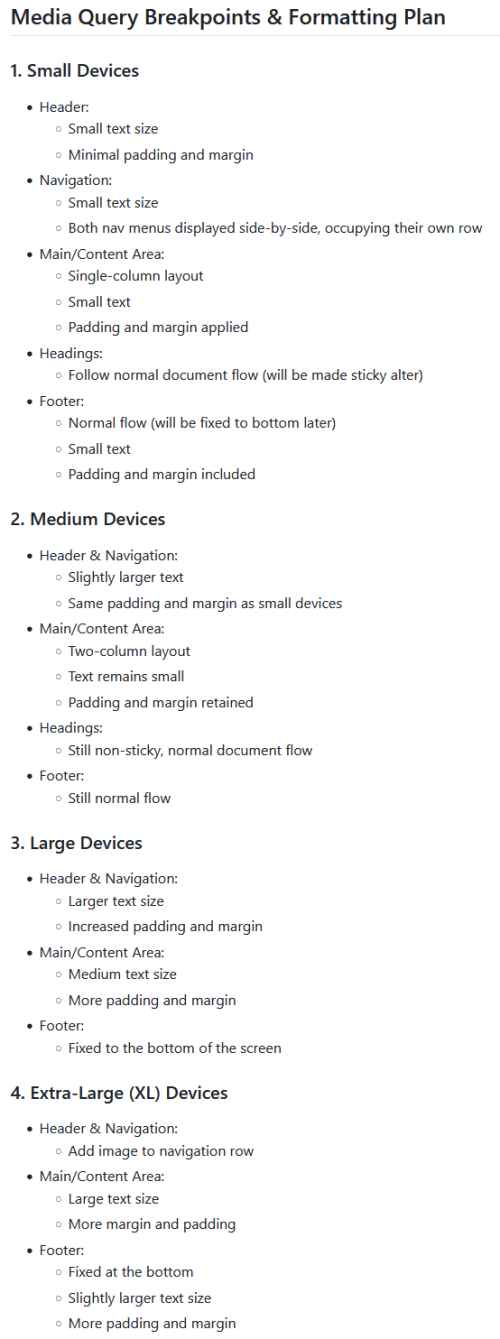 Media Query Breakpoints & Formatting Plan
1. Small Devices
Header:
Small text size
Minimal padding and margin
Navigation:
Small text size
Both nav menus displayed side-by-side, occupying their own row
Main/Content Area:
Single-column layout
Small text
Padding and margin applied
Headings:
Follow normal document flow (will be made sticky alter)
Footer:
Normal flow (will be fixed to bottom later)
Small text
Padding and margin included
2. Medium Devices
Header & Navigation:
Slightly larger text
Same padding and margin as small devices
Main/Content Area:
Two-column layout
Text remains small
Padding and margin retained
Headings:
Still non-sticky, normal document flow
Footer:
Still normal flow
3. Large Devices
Header & Navigation:
Larger text size
Increased padding and margin
Main/Content Area:
Medium text size
More padding and margin
Footer:
Fixed to the bottom of the screen
4. Extra-Large (XL) Devices
Header & Navigation:
Add image to navigation row
Main/Content Area:
Large text size
More margin and padding
Footer:
Fixed at the bottom
Slightly larger text size
More padding and margin